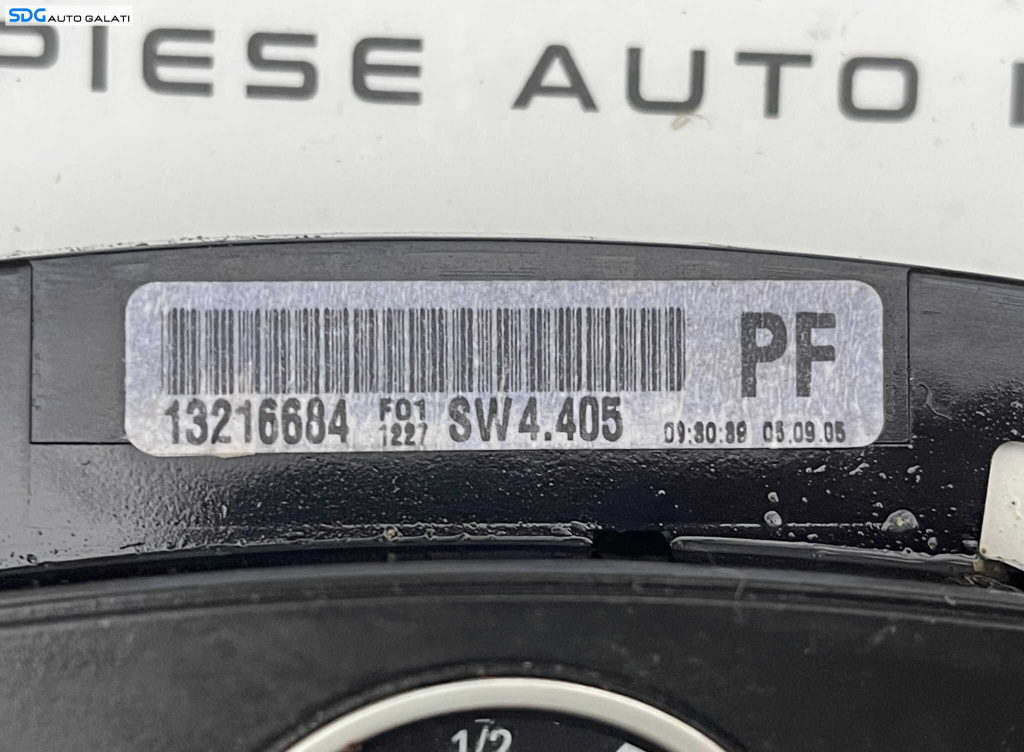 SDG AUTO GALATI
PIESE AUTO
13216684 F01 1227 SW4.405 09:30:39 05.09.05
PF
1/2